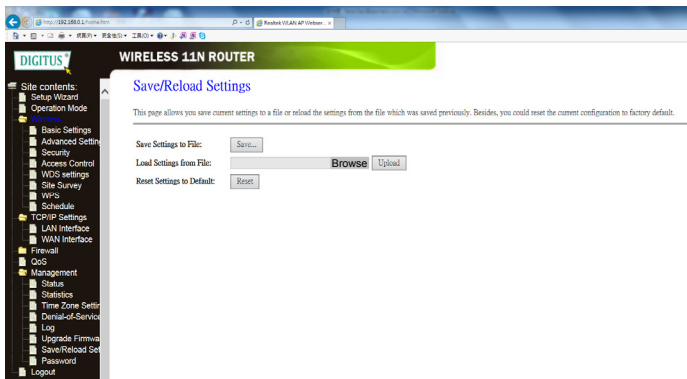 http://192.168.0.1/home.htm
Realtek WLAN AP Webser...
DIGITUS
WIRELESS 11N ROUTER
Site contents:
Setup Wizard
Operation Mode
Wireless
Basic Settings
Advanced Setting
Security
Access Control
WDS settings
Site Survey
WPS
Schedule
TCP/IP Settings
LAN Interface
WAN Interface
Firewall
QoS
Management
Status
Statistics
Time Zone Settin
Denial-of-Service
Log
Upgrade Firmwa
Save/Reload Set
Password
Logout
Save/Reload Settings
This page allows you save current settings to a file or reload the settings from the file which was saved previously. Besides, you could reset the current configuration to factory default.
Save Settings to File: Save...
Load Settings from File: Browse Upload
Reset Settings to Default: Reset